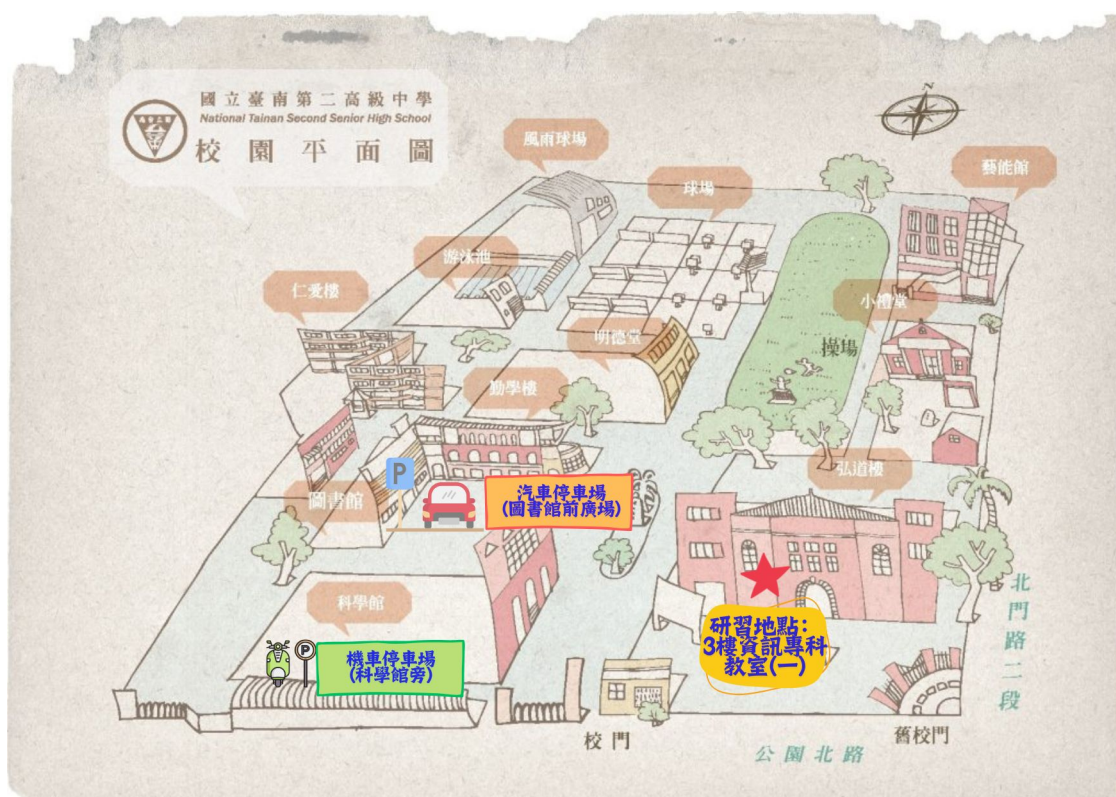 國立臺南第二高級中學
National Tainan Second Senior High School
校園平面圖
N
風雨球場
球場
藝能館
游泳池
仁愛樓
小禮堂
明德堂
操場
勤學樓
弘道樓
P
汽車停車場
(圖書館前廣場)
圖書館
科學館
P
機車停車場
(科學館旁)
研習地點：
3樓資訊專科
教室(一)
北門路二段
校門
舊校門
公園北路